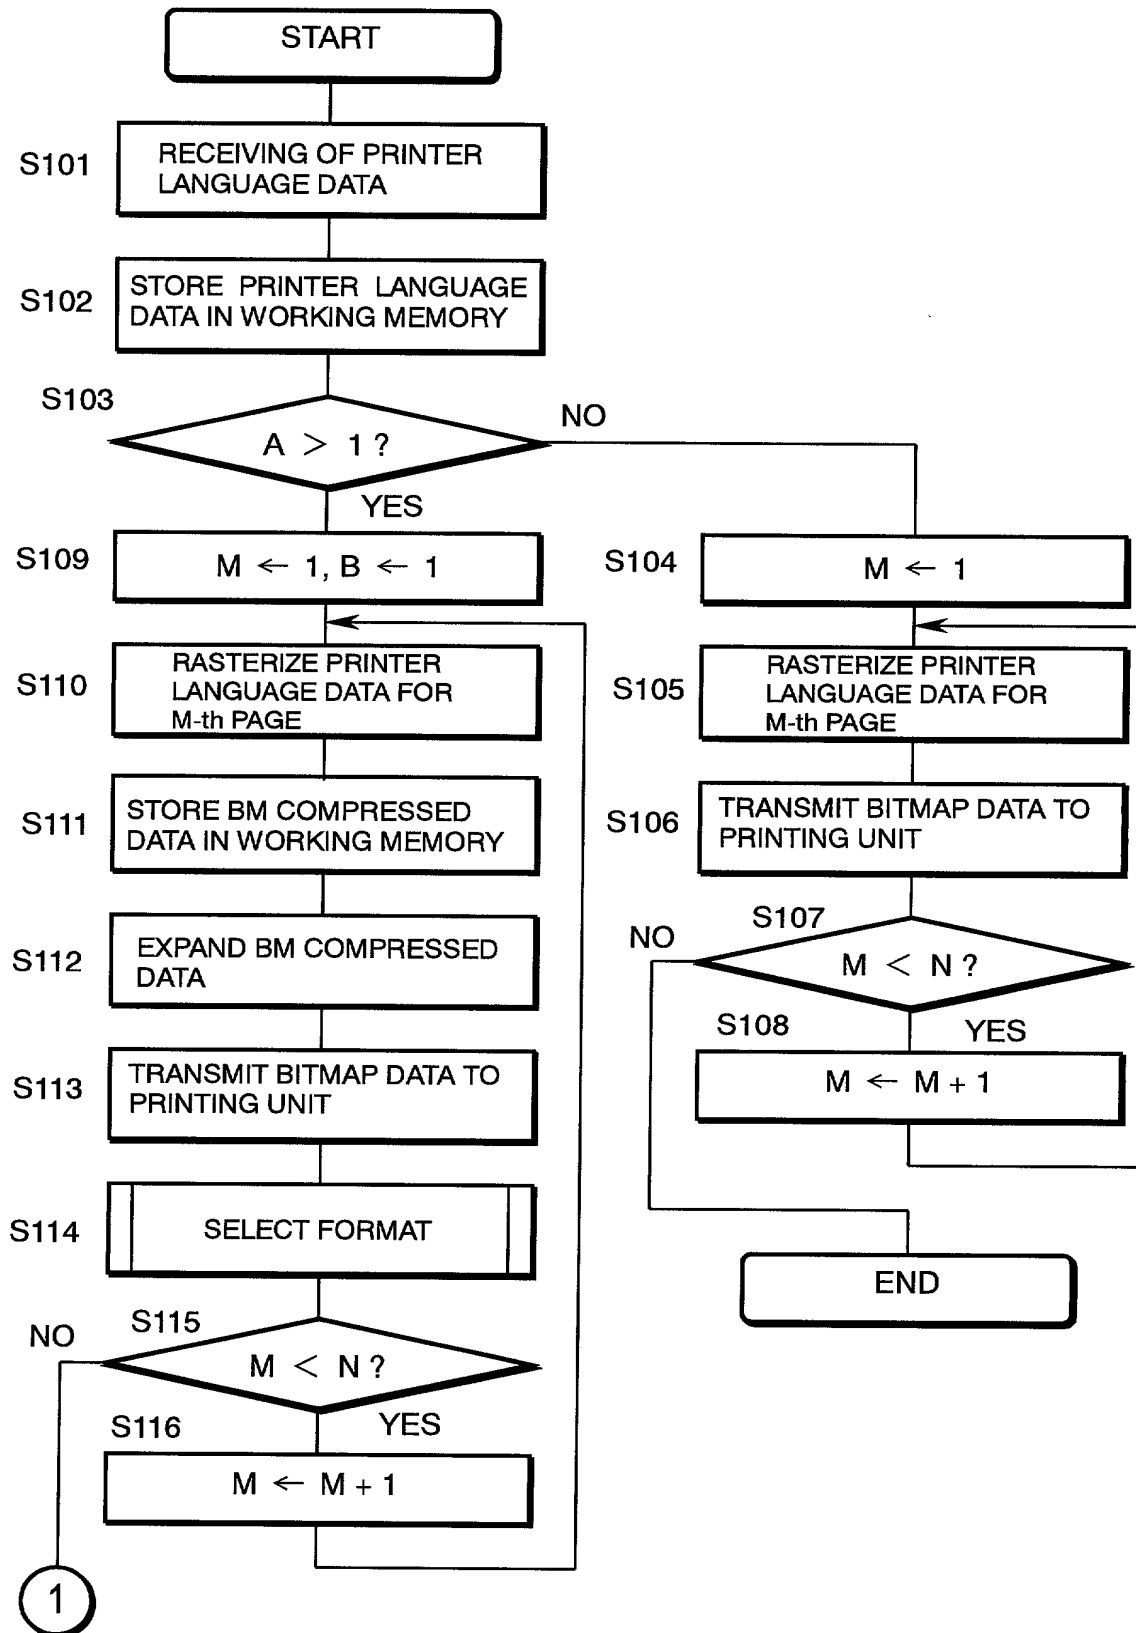 START
S101
RECEIVING OF PRINTER
LANGUAGE DATA
S102
STORE PRINTER LANGUAGE
DATA IN WORKING MEMORY
S103
A > 1 ?
NO
YES
S109
M ← 1, B ← 1
S110
RASTERIZE PRINTER
LANGUAGE DATA FOR
M-th PAGE
S111
STORE BM COMPRESSED
DATA IN WORKING MEMORY
S112
EXPAND BM COMPRESSED
DATA
S113
TRANSMIT BITMAP DATA TO
PRINTING UNIT
S114
SELECT FORMAT
S115
NO
M < N ?
YES
S116
M ← M + 1
1
S104
M ← 1
S105
RASTERIZE PRINTER
LANGUAGE DATA FOR
M-th PAGE
S106
TRANSMIT BITMAP DATA TO
PRINTING UNIT
S107
NO
M < N ?
S108
YES
M ← M + 1
END